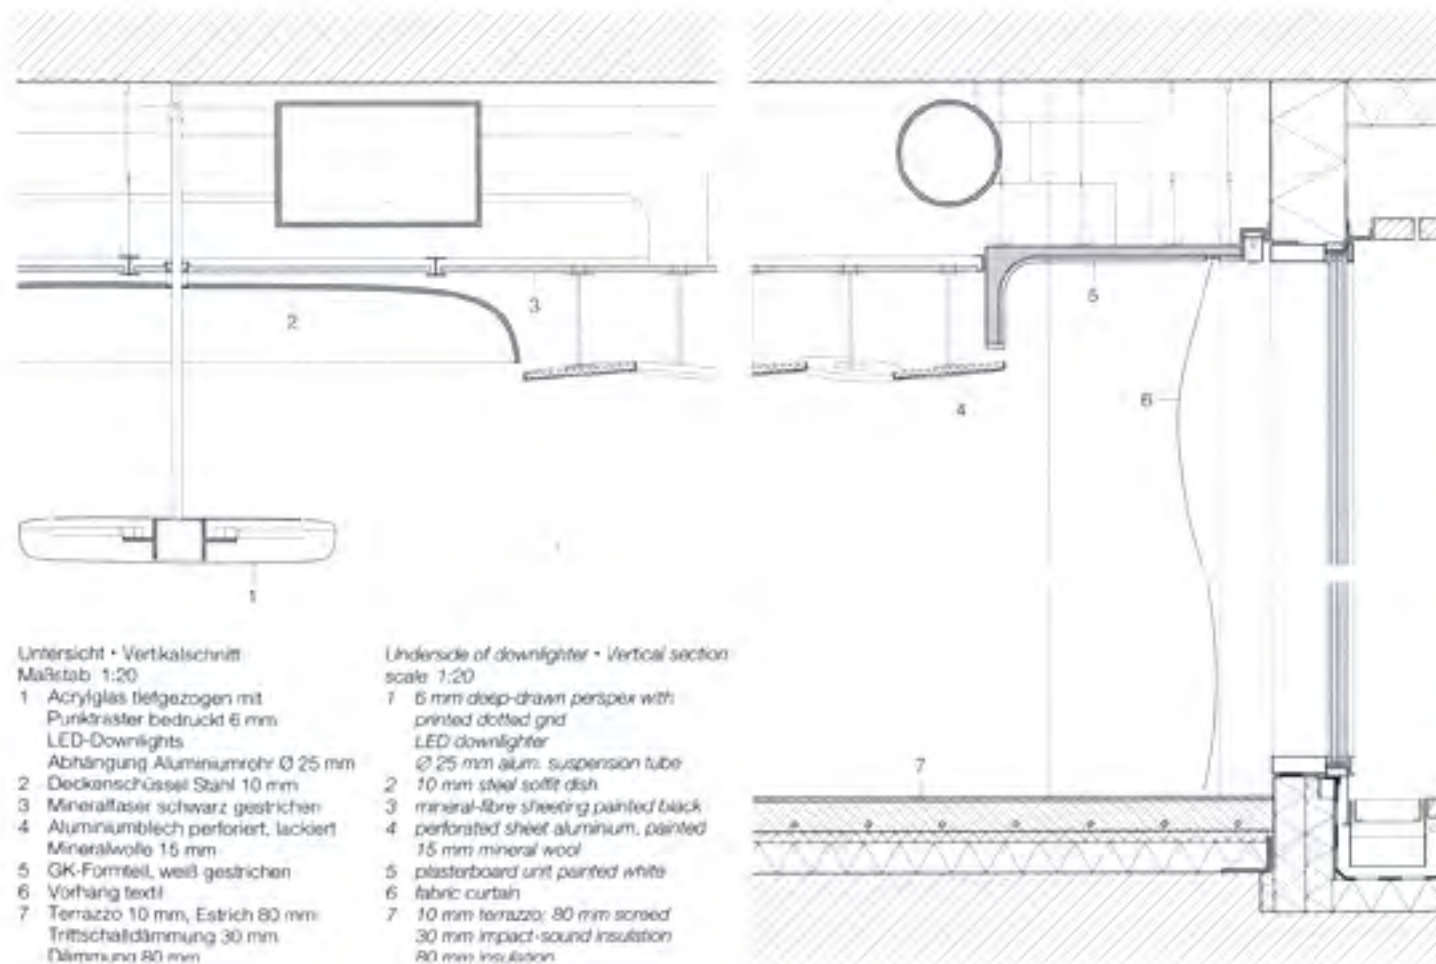 2
3
1
5
6
4
7
Untersicht • Vertikalschnitt
Maßstab 1:20
1 Acrylglas tiefgezogen mit
Punktraster bedruckt 6 mm
LED-Downlights
Abhängung Aluminiumrohr Ø 25 mm
2 Deckenschüssel Stahl 10 mm
3 Mineralfaser schwarz gestrichen
4 Aluminiumblech perforiert, lackiert
Mineralwolle 15 mm
5 GK-Formteil, weiß gestrichen
6 Vorhang textil
7 Terrazzo 10 mm, Estrich 80 mm
Trittschalldämmung 30 mm
Dämmung 80 mm
Underside of downlighter • Vertical section
scale 1:20
1 6 mm deep-drawn perspex with
printed dotted grid
LED downlighter
Ø 25 mm alum. suspension tube
2 10 mm steel soffit dish
3 mineral-fibre sheeting painted black
4 perforated sheet aluminium, painted
15 mm mineral wool
5 plasterboard unit painted white
6 fabric curtain
7 10 mm terrazzo; 80 mm screed
30 mm impact-sound insulation
80 mm insulation